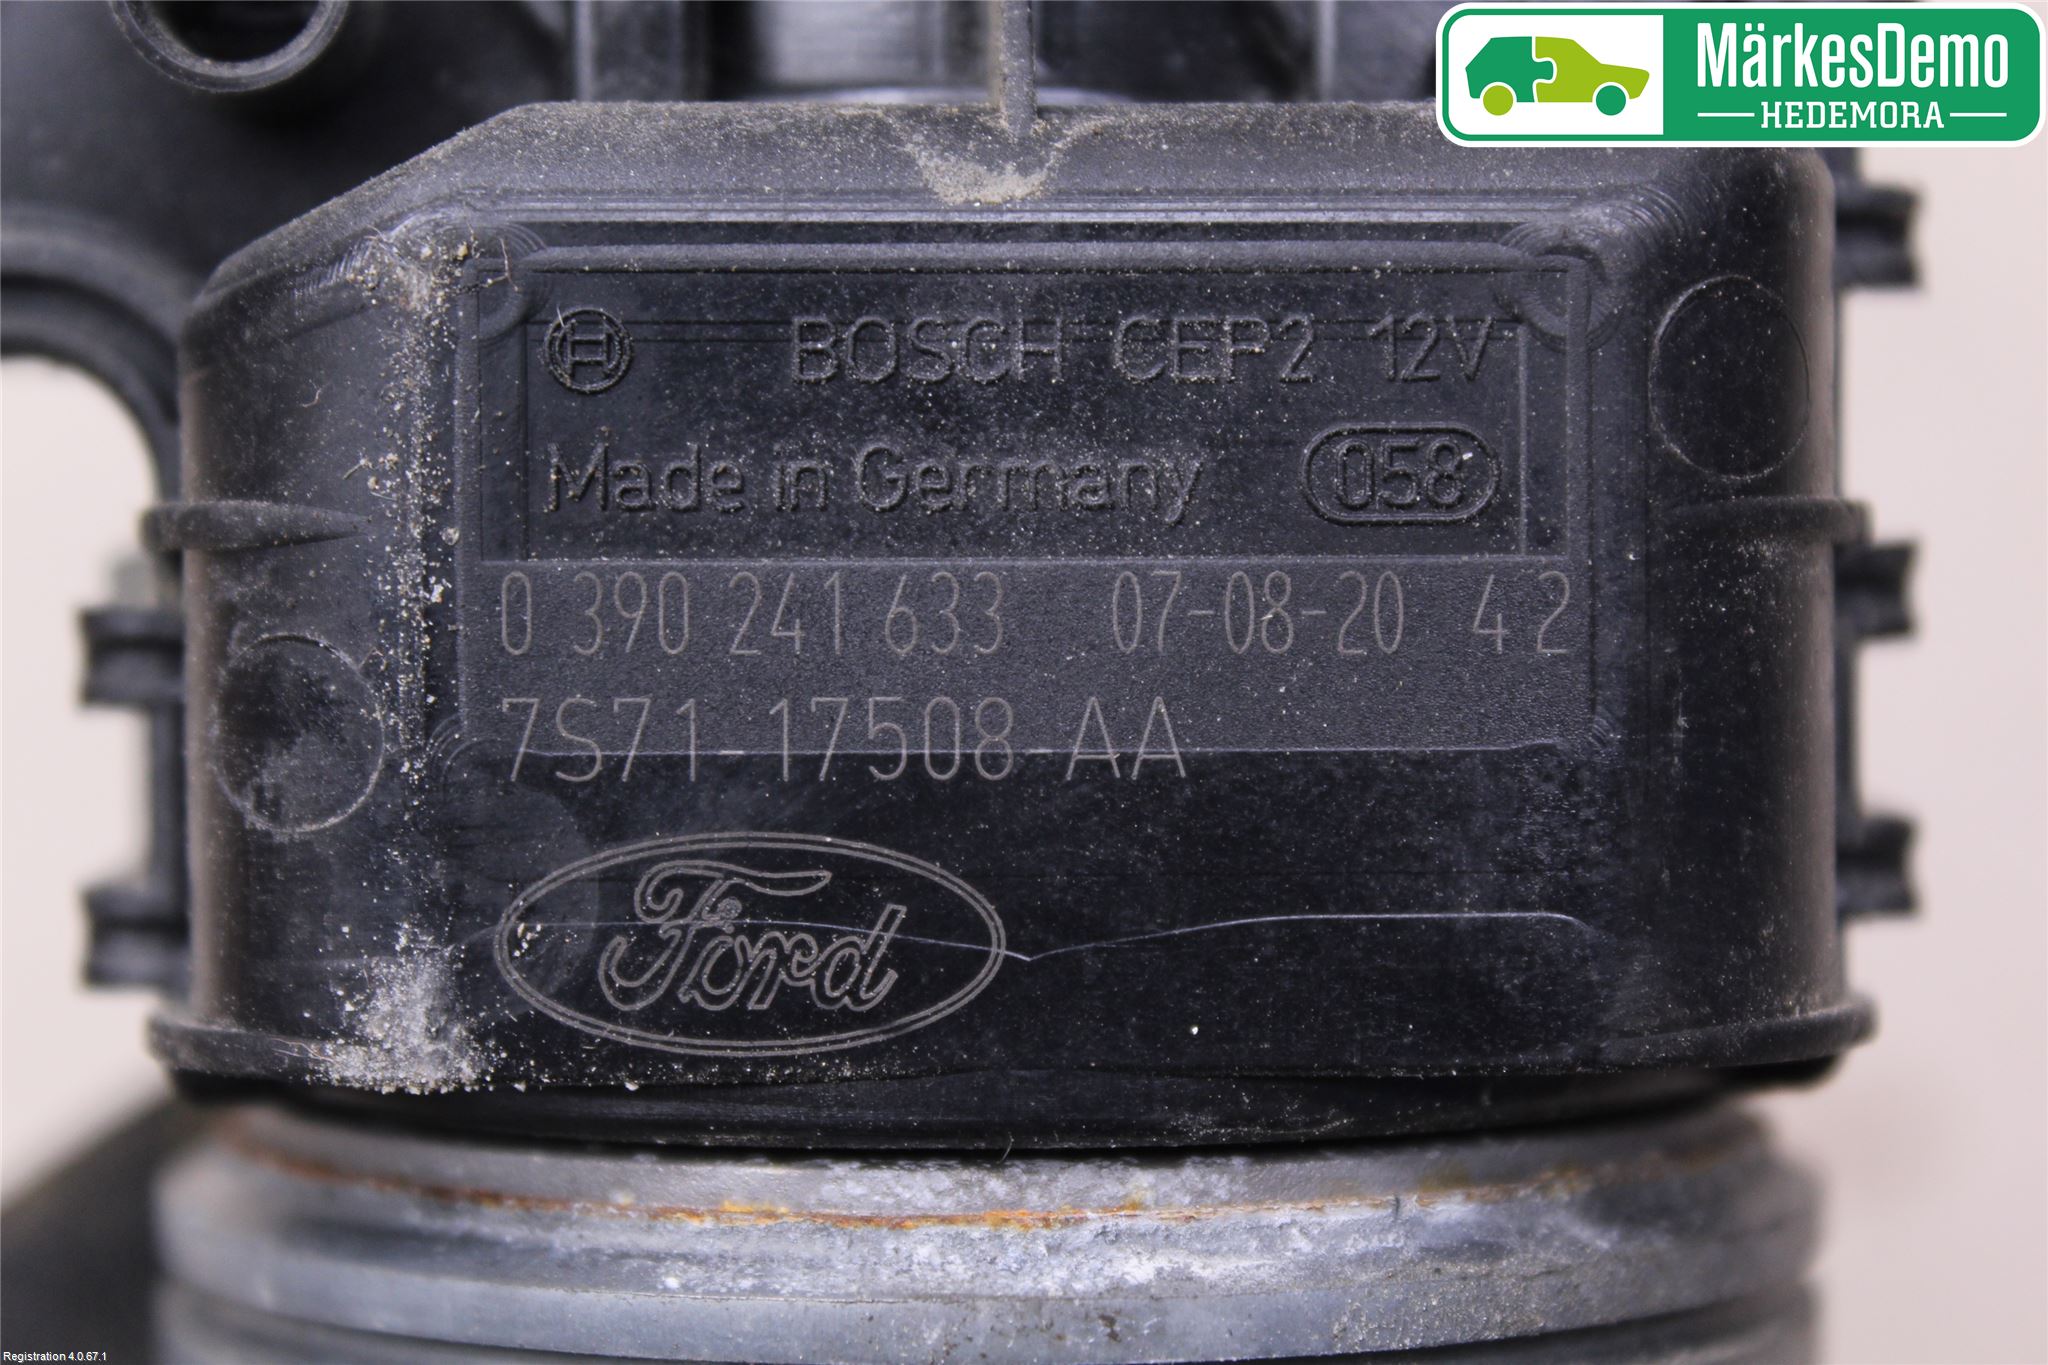 MärkesDemo
HEDEMORA
BOSCH CEP2 12V
Made in Germany 058
0 390 241 633 07-08-20 42
7S71-17508-AA
Ford
Registration 4.0.67.1